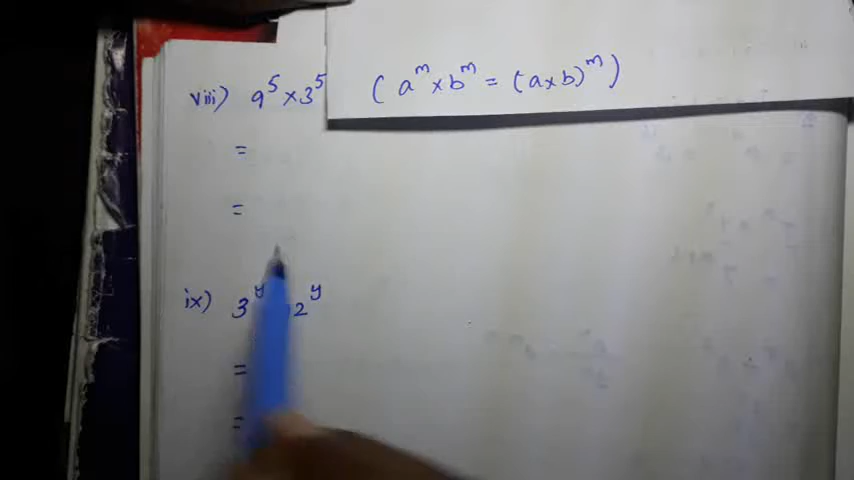 viii) 9⁵ × 3⁵ (aᵐ × bᵐ = (a×b)ᵐ)
=
=
ix) 3ʸ 2ʸ
=
=